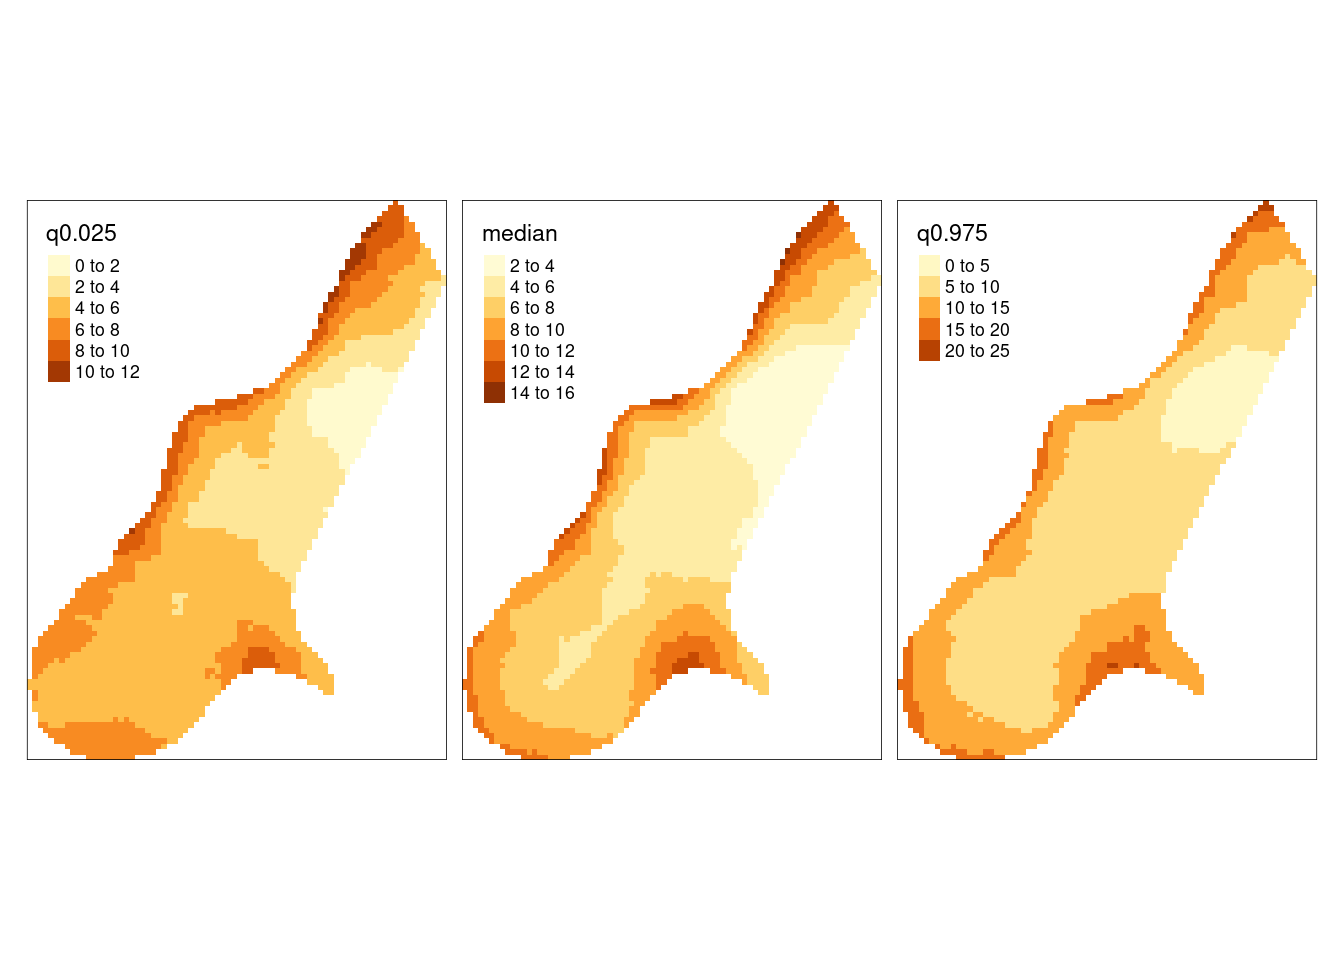 q0.025
0 to 2
2 to 4
4 to 6
6 to 8
8 to 10
10 to 12
median
2 to 4
4 to 6
6 to 8
8 to 10
10 to 12
12 to 14
14 to 16
q0.975
0 to 5
5 to 10
10 to 15
15 to 20
20 to 25